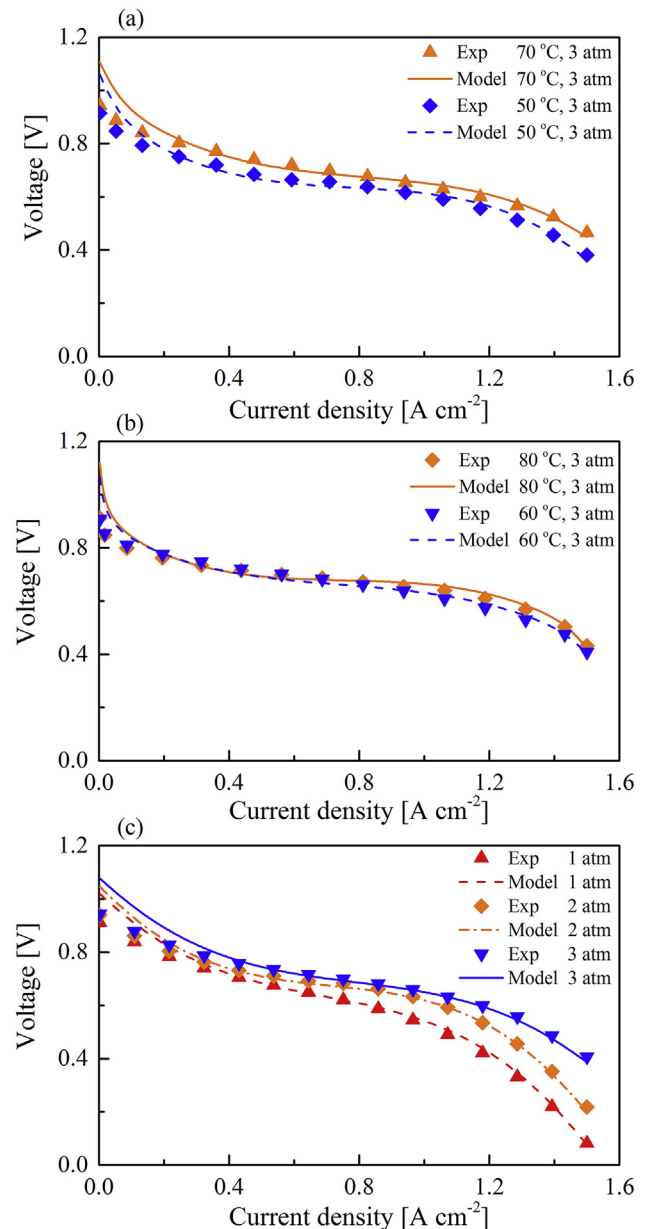 (a)
1.2
0.8
0.4
0.0
Voltage [V]
Exp 70 °C, 3 atm
Model 70 °C, 3 atm
Exp 50 °C, 3 atm
Model 50 °C, 3 atm
0.0 0.4 0.8 1.2 1.6
Current density [A cm-2]
(b)
1.2
0.8
0.4
0.0
Voltage [V]
Exp 80 °C, 3 atm
Model 80 °C, 3 atm
Exp 60 °C, 3 atm
Model 60 °C, 3 atm
0.0 0.4 0.8 1.2 1.6
Current density [A cm-2]
(c)
1.2
0.8
0.4
0.0
Voltage [V]
Exp 1 atm
Model 1 atm
Exp 2 atm
Model 2 atm
Exp 3 atm
Model 3 atm
0.0 0.4 0.8 1.2 1.6
Current density [A cm-2]